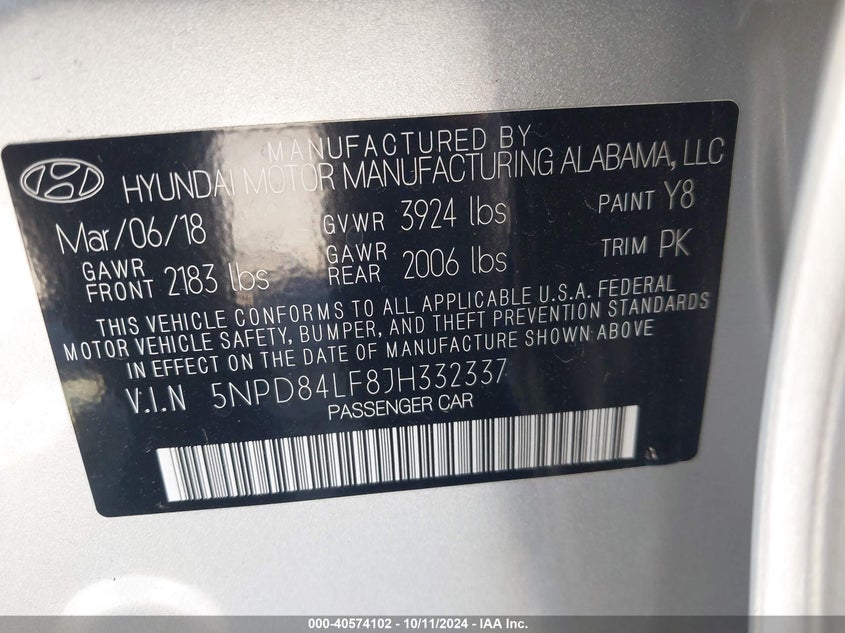 MANUFACTURED BY
HYUNDAI MOTOR MANUFACTURING ALABAMA, LLC
Mar/06/18 GVWR 3924 lbs PAINT Y8
GAWR FRONT 2183 lbs GAWR REAR 2006 lbs TRIM PK
THIS VEHICLE CONFORMS TO ALL APPLICABLE U.S.A. FEDERAL
MOTOR VEHICLE SAFETY, BUMPER, AND THEFT PREVENTION STANDARDS
IN EFFECT ON THE DATE OF MANUFACTURE SHOWN ABOVE
V.I.N 5NPD84LF8JH332337
PASSENGER CAR
000-40574102 - 10/11/2024 - IAA Inc.